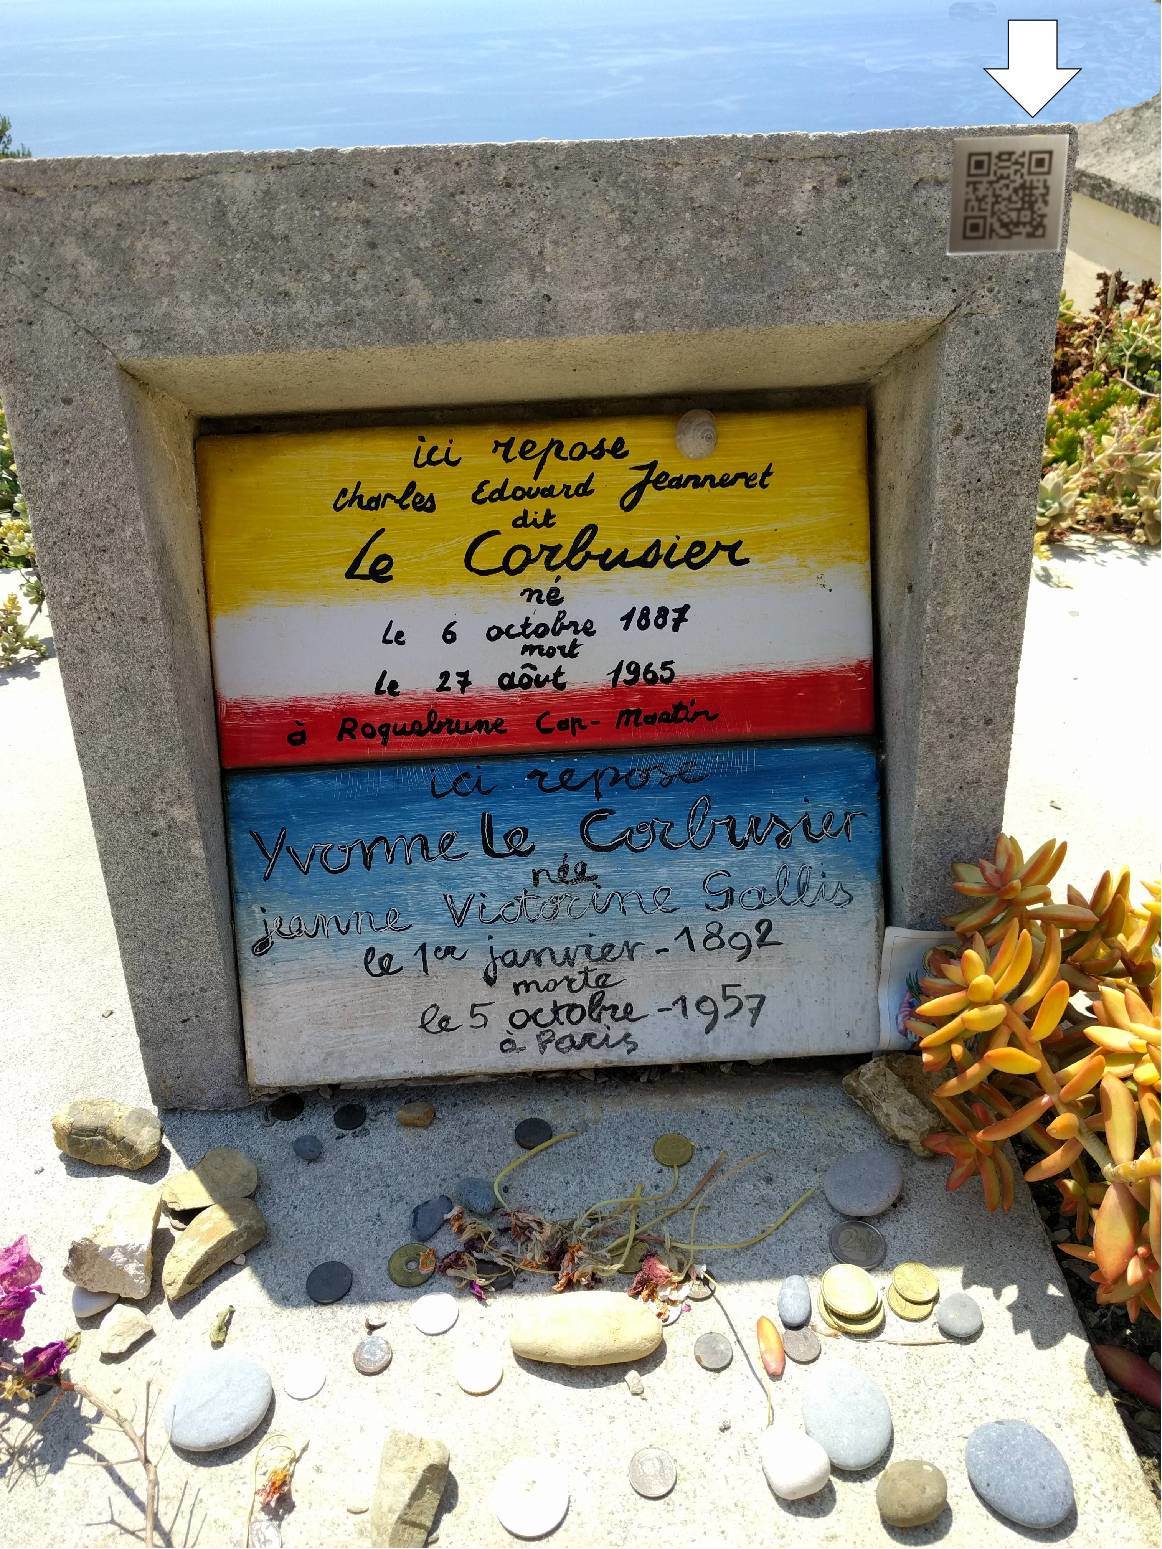 ici repose
Charles Edouard Jeanneret
dit
Le Corbusier
né
Le 6 octobre 1887
mort
Le 27 aôut 1965
à Roquebrune Cap-Martin
ici repose
Yvonne Le Corbusier
née
jeanne Victorine Gallis
le 1er janvier-1892
morte
le 5 octobre-1957
à Paris